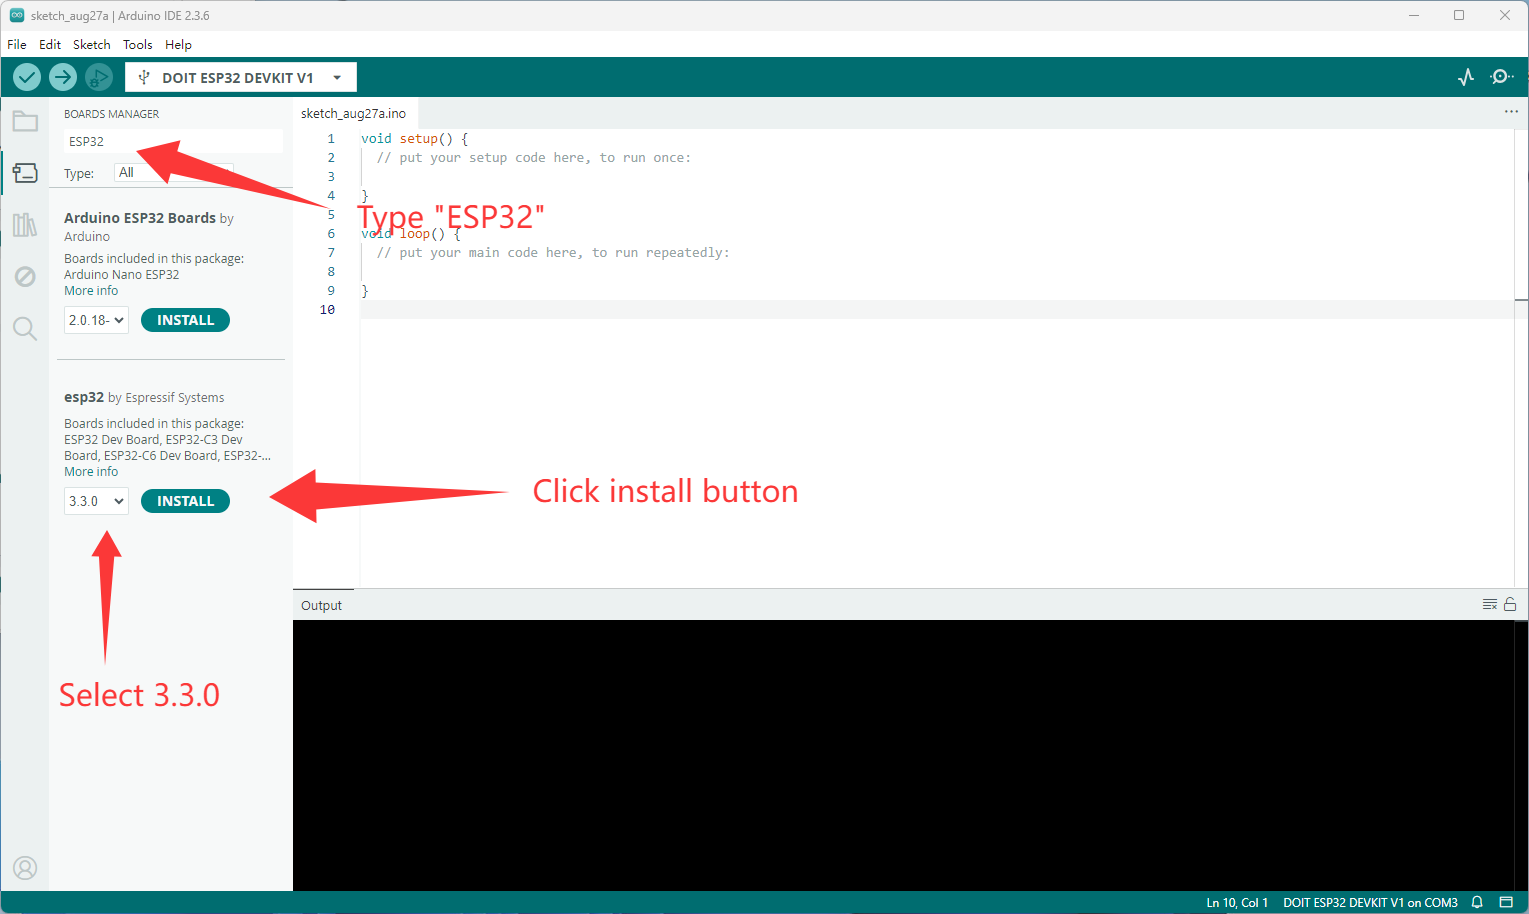 sketch_aug27a | Arduino IDE 2.3.6
File Edit Sketch Tools Help
DOIT ESP32 DEVKIT V1
BOARDS MANAGER
ESP32
Type: All
Arduino ESP32 Boards by
Arduino
Boards included in this package:
Arduino Nano ESP32
More info
2.0.18- INSTALL
esp32 by Espressif Systems
Boards included in this package:
ESP32 Dev Board, ESP32-C3 Dev
Board, ESP32-C6 Dev Board, ESP32-...
More info
3.3.0 INSTALL
Select 3.3.0
sketch_aug27a.ino
1 void setup() {
2 // put your setup code here, to run once:
3
4 }
5
Type "ESP32"
6 void loop() {
7 // put your main code here, to run repeatedly:
8
9 }
10
Click install button
Output
Ln 10, Col 1 DOIT ESP32 DEVKIT V1 on COM3